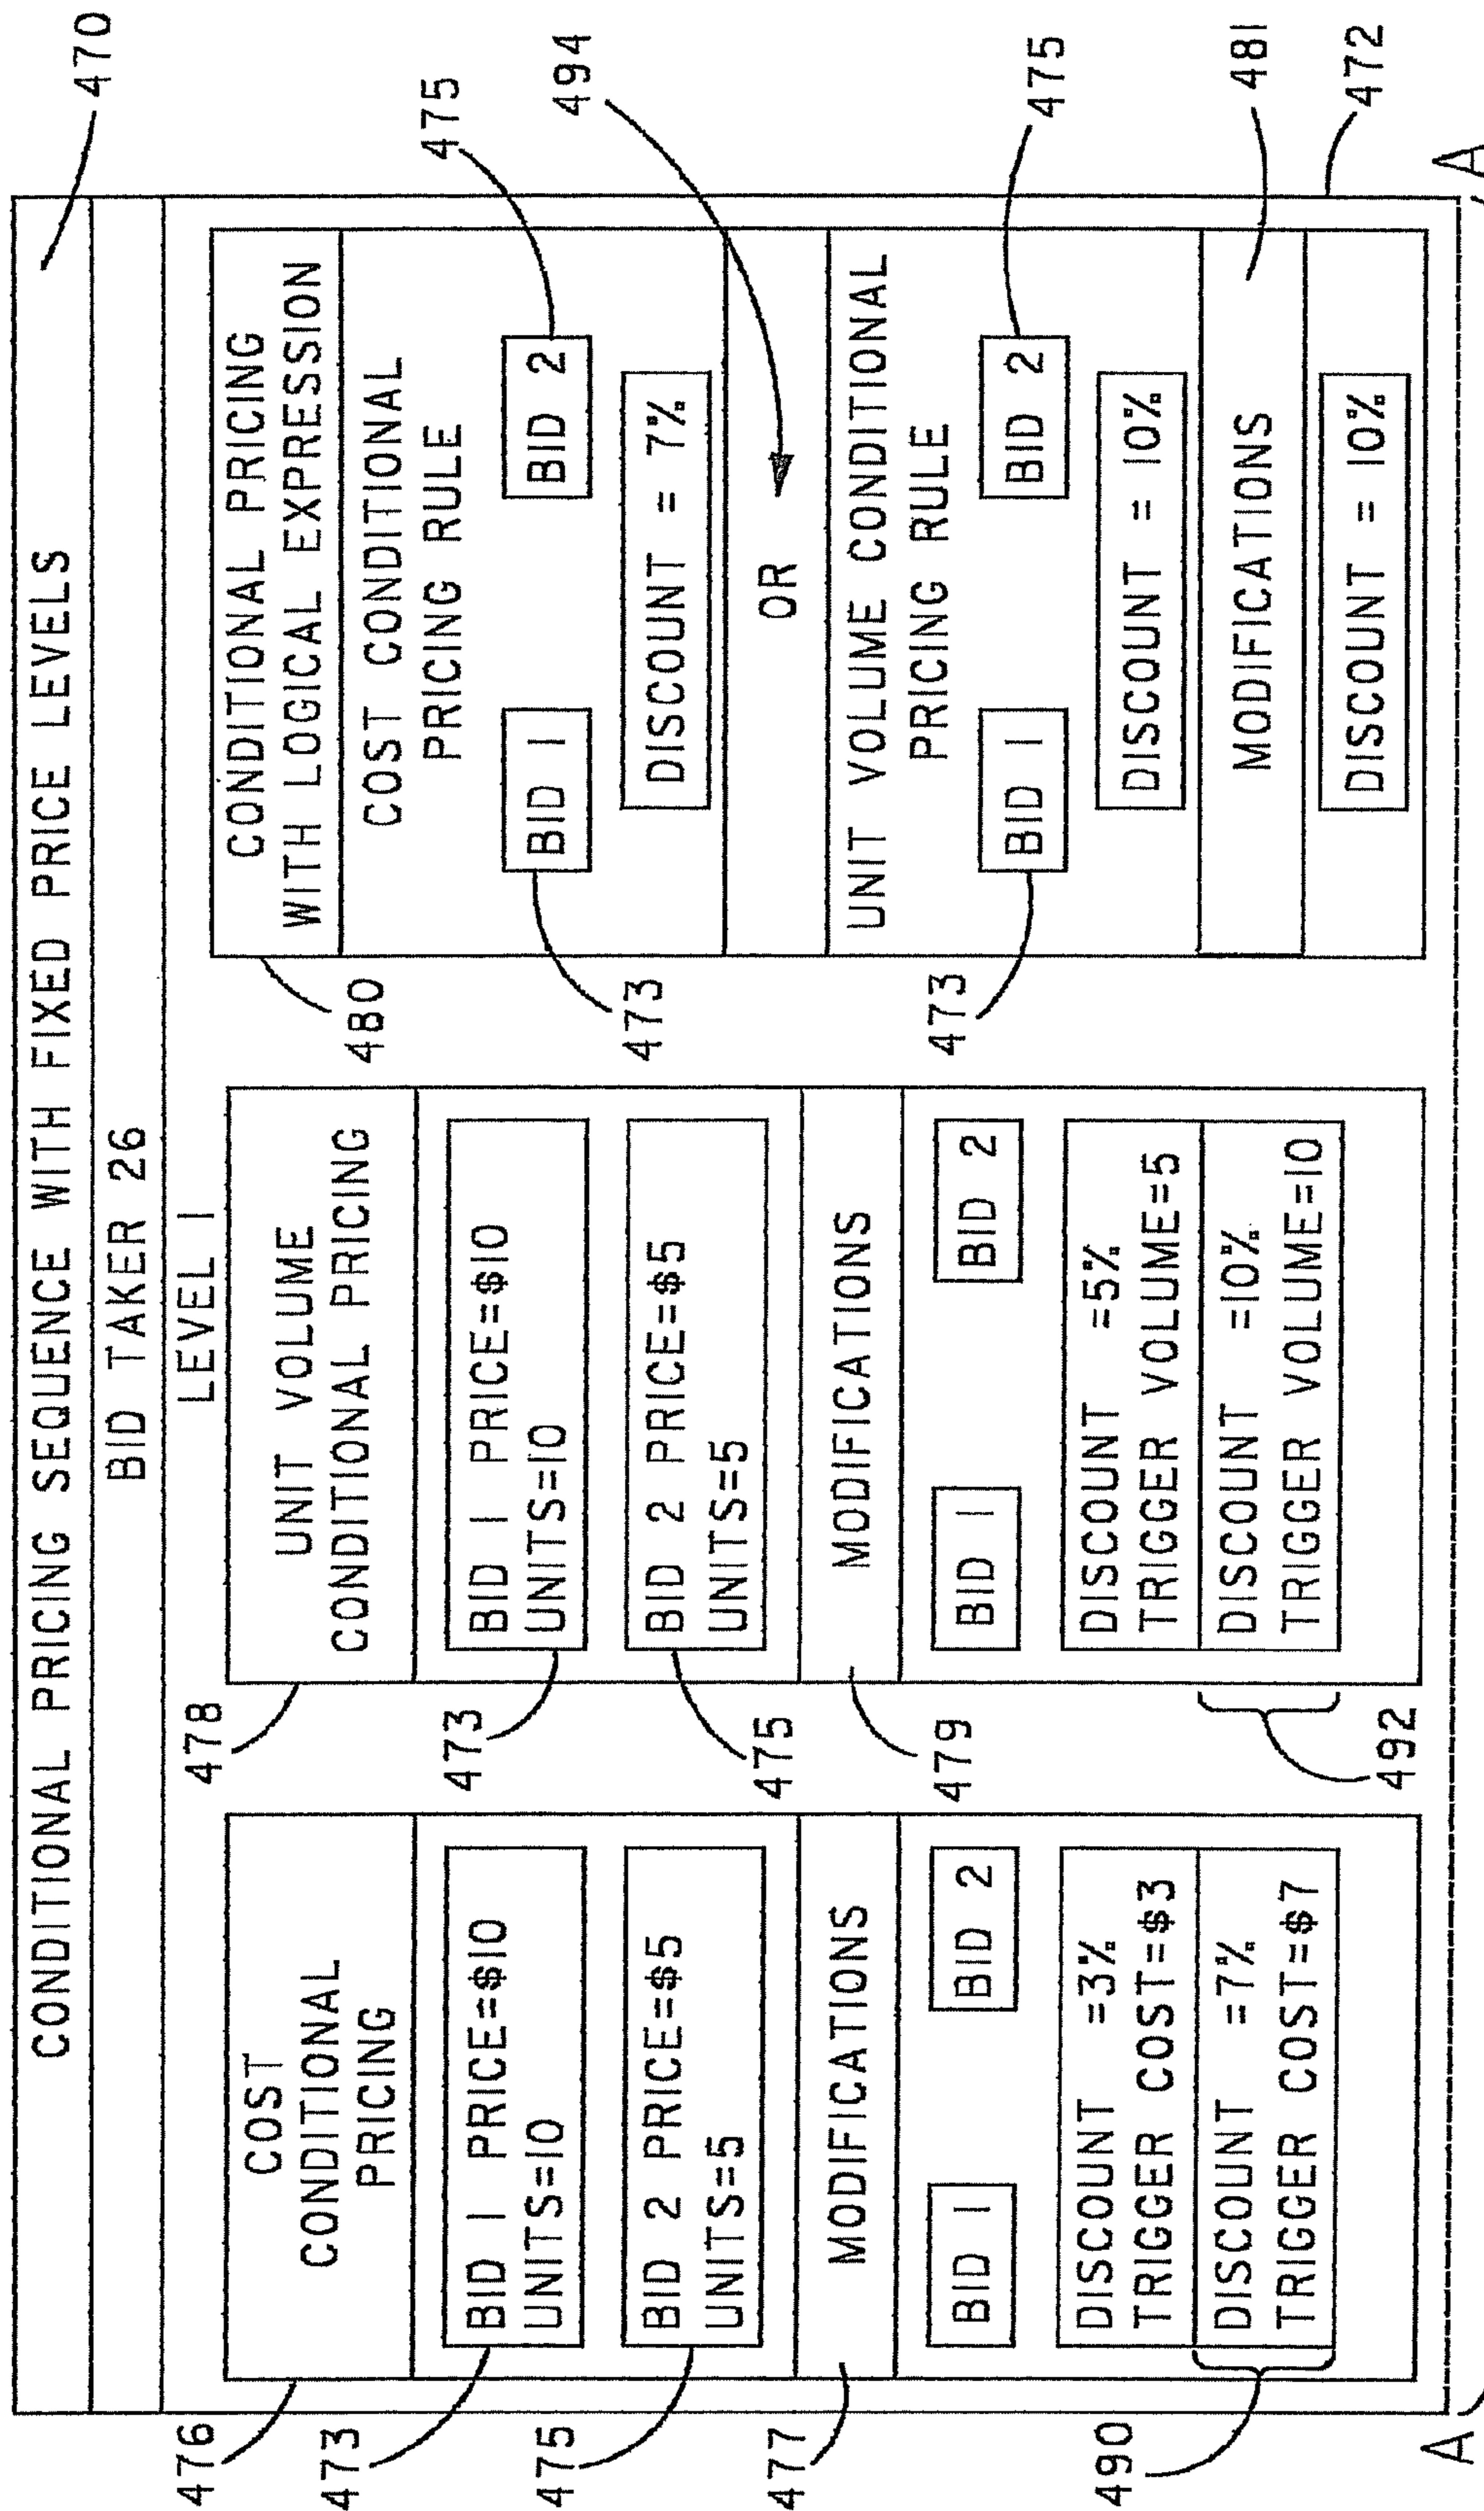 CONDITIONAL PRICING SEQUENCE WITH FIXED PRICE LEVELS
470
BID TAKER 26
LEVEL 1
476
COST
CONDITIONAL
PRICING
473
BID 1 PRICE=$10
UNITS=10
475
BID 2 PRICE=$5
UNITS=5
477
MODIFICATIONS
BID 1
BID 2
DISCOUNT =3%
TRIGGER COST=$3
490
DISCOUNT =7%
TRIGGER COST=$7
478
UNIT VOLUME
CONDITIONAL PRICING
473
BID 1 PRICE=$10
UNITS=10
475
BID 2 PRICE=$5
UNITS=5
479
MODIFICATIONS
BID 1
BID 2
DISCOUNT =5%
TRIGGER VOLUME=5
492
DISCOUNT =10%
TRIGGER VOLUME=10
480
CONDITIONAL PRICING
WITH LOGICAL EXPRESSION
COST CONDITIONAL
PRICING RULE
473
BID 1
BID 2
475
DISCOUNT = 7%
OR
494
UNIT VOLUME CONDITIONAL
PRICING RULE
473
BID 1
BID 2
475
DISCOUNT = 10%
MODIFICATIONS
481
DISCOUNT = 10%
472
A
A